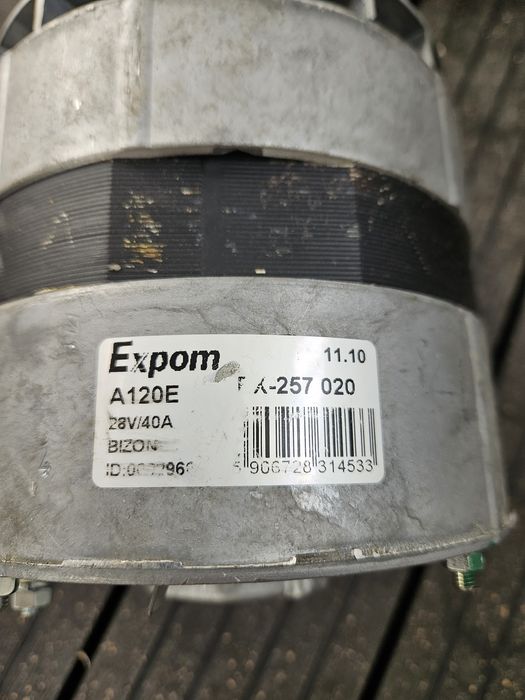 Expom
11.10
A120E
-257 020
28V/40A
BIZON
ID:
5 906728 314533